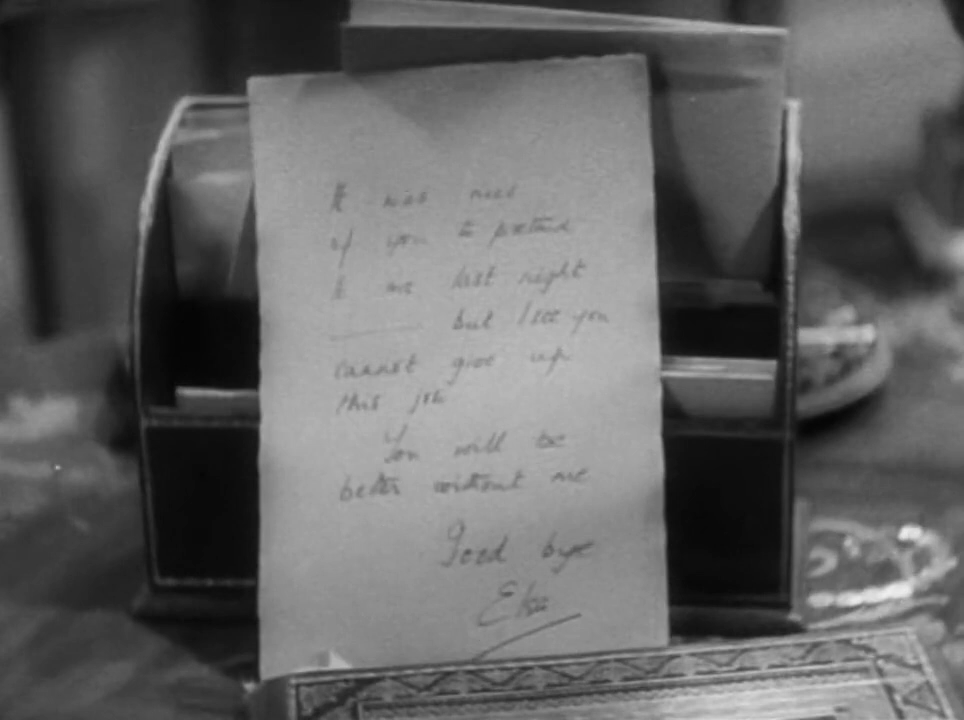 It was nice
of you to pretend
to me last night
but I see you
cannot give up
this job
You will be
better without me
Good bye
Elsa